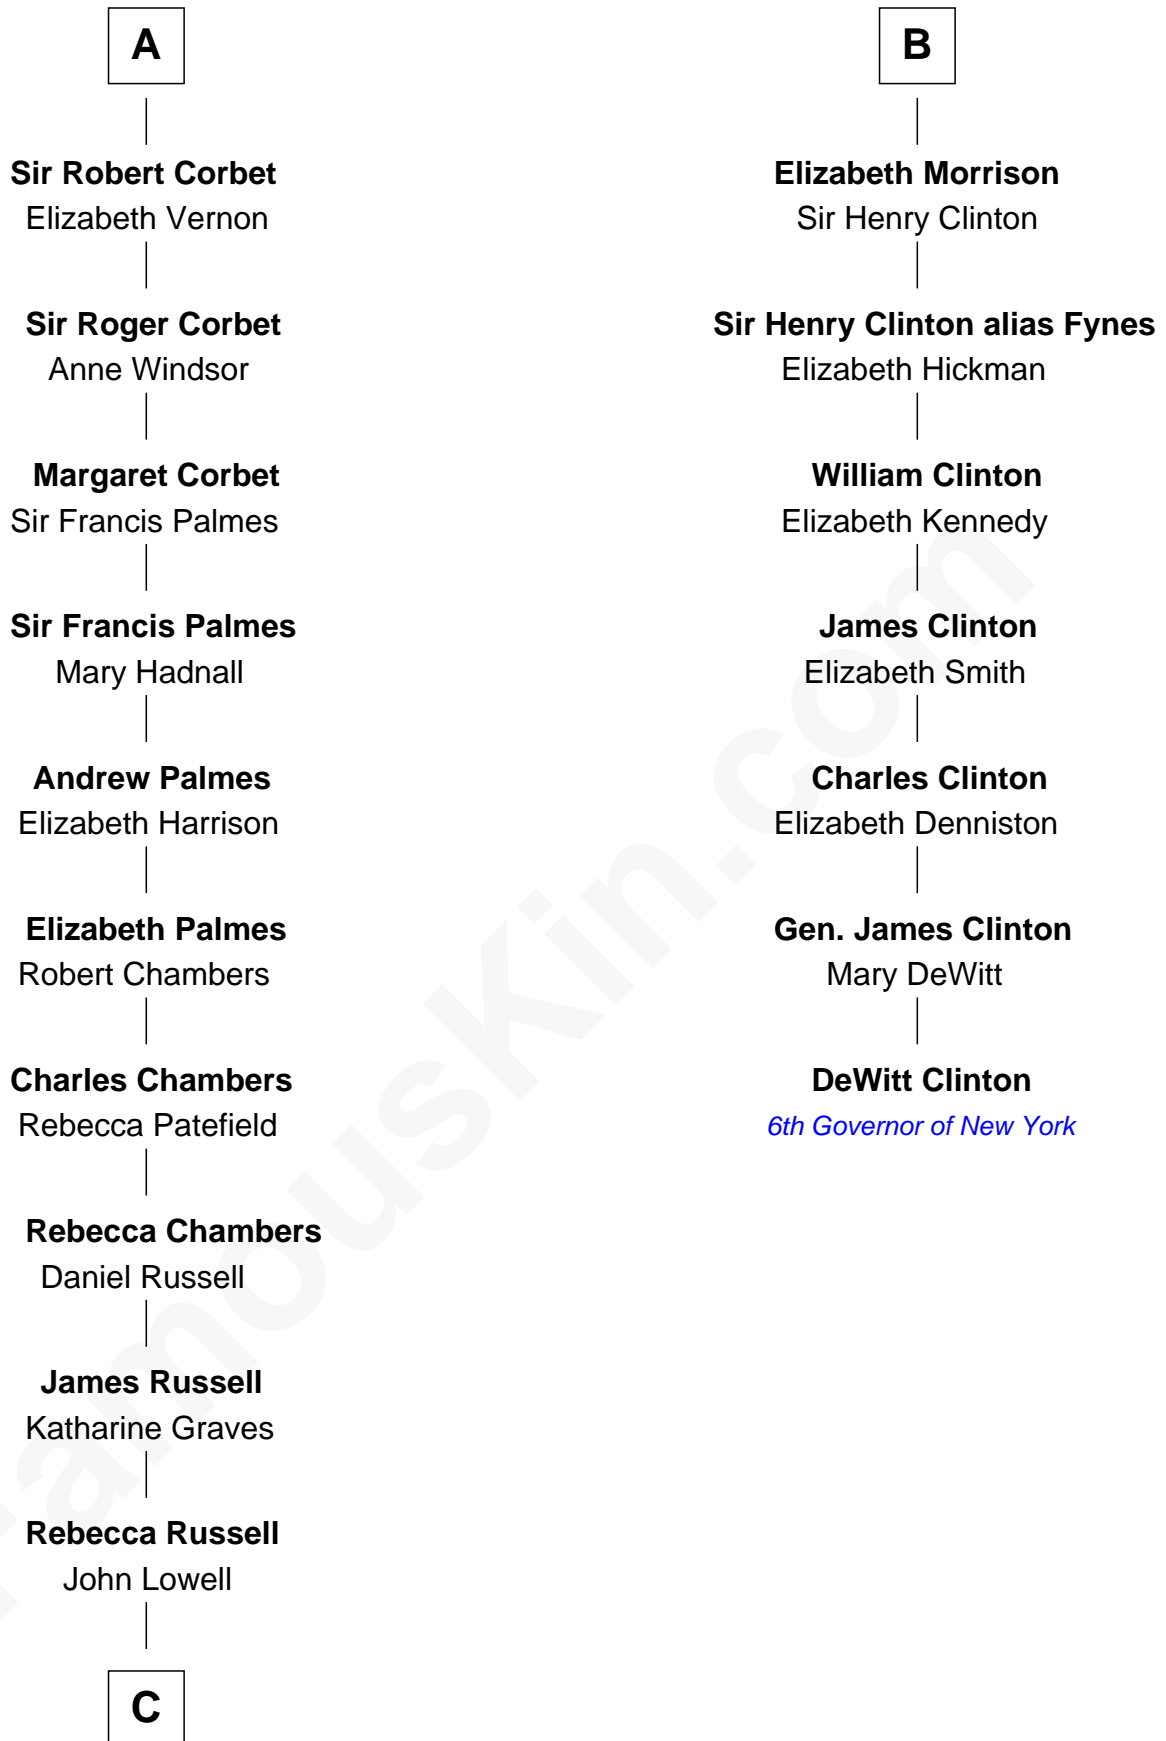 A
Sir Robert Corbet
Elizabeth Vernon
Sir Roger Corbet
Anne Windsor
Margaret Corbet
Sir Francis Palmes
Sir Francis Palmes
Mary Hadnall
Andrew Palmes
Elizabeth Harrison
Elizabeth Palmes
Robert Chambers
Charles Chambers
Rebecca Patefield
Rebecca Chambers
Daniel Russell
James Russell
Katharine Graves
Rebecca Russell
John Lowell
C
B
Elizabeth Morrison
Sir Henry Clinton
Sir Henry Clinton alias Fynes
Elizabeth Hickman
William Clinton
Elizabeth Kennedy
James Clinton
Elizabeth Smith
Charles Clinton
Elizabeth Denniston
Gen. James Clinton
Mary DeWitt
DeWitt Clinton
6th Governor of New York
FamousKin.com